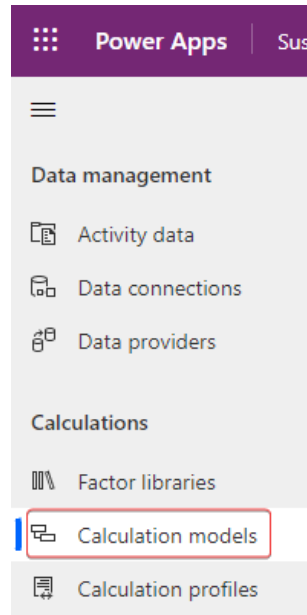 Power Apps Sus
Data management
Activity data
Data connections
Data providers
Calculations
Factor libraries
Calculation models
Calculation profiles